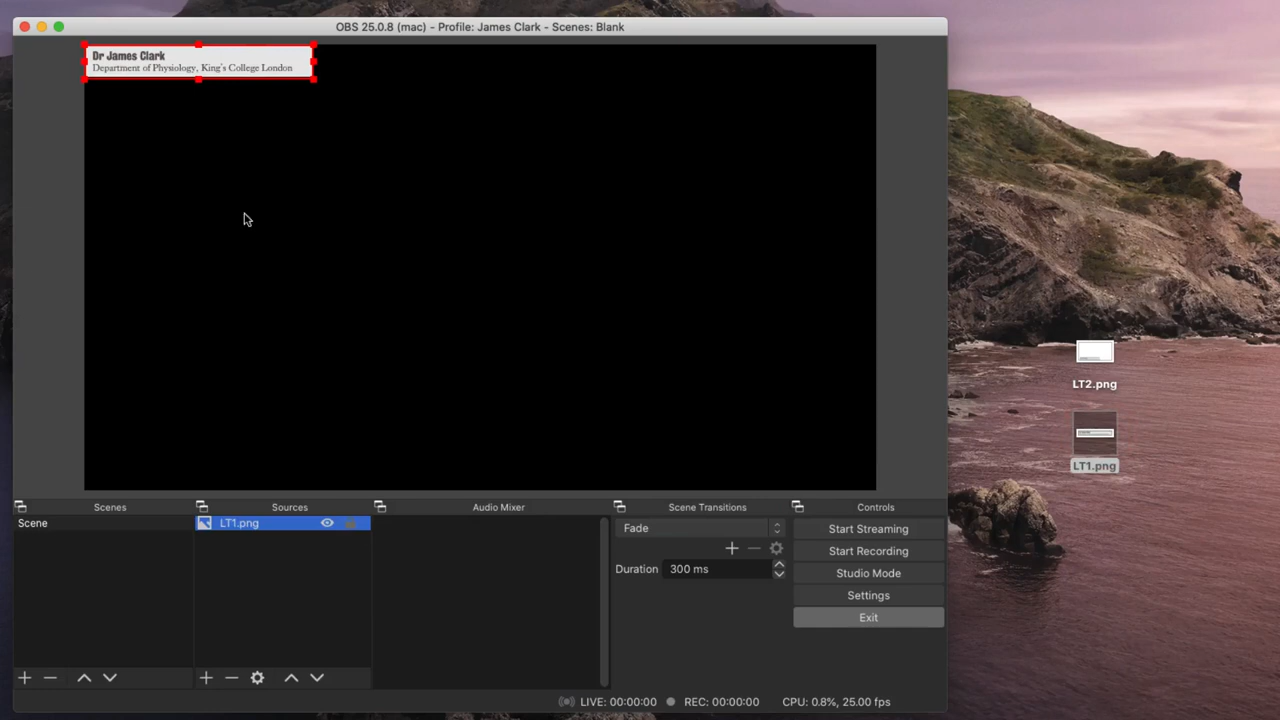 OBS 25.0.8 (mac) - Profile: James Clark - Scenes: Blank
Dr James Clark
Department of Physiology, King's College London
LT2.png
LT1.png
Scenes
Sources
Audio Mixer
Scene Transitions
Controls
Scene
LT1.png
Fade
Duration 300 ms
Start Streaming
Start Recording
Studio Mode
Settings
Exit
LIVE: 00:00:00
REC: 00:00:00
CPU: 0.8%, 25.00 fps